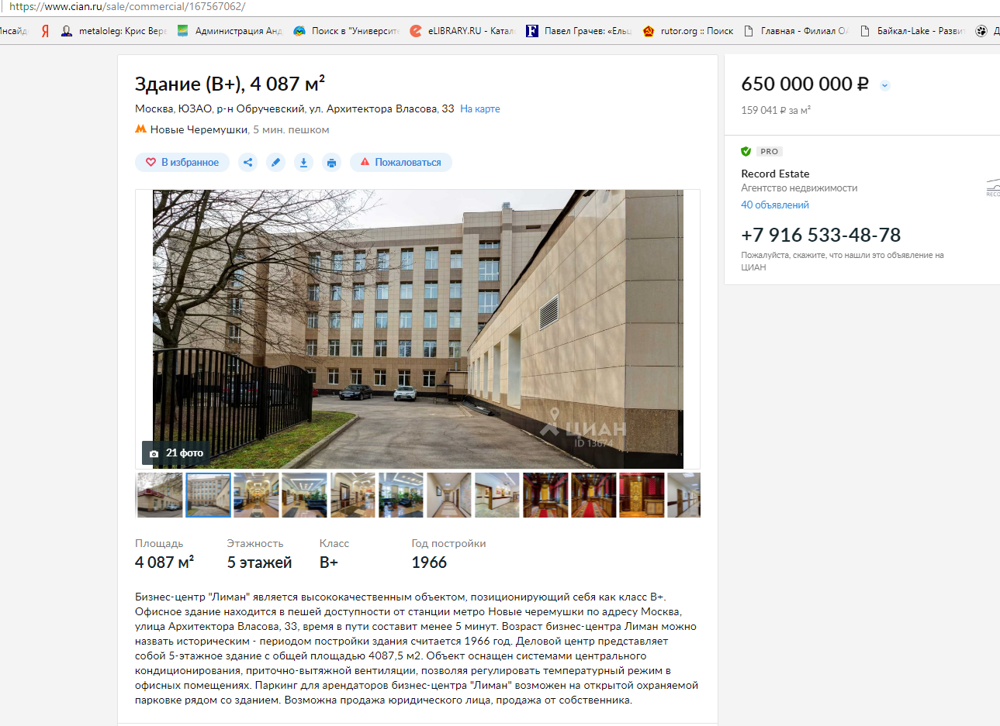 https://www.cian.ru/sale/commercial/167567062/
metaloleg: Крис Вере
Администрация Анд
Поиск в "Университ
eLIBRARY.RU - Катал
Павел Грачев: «Ельц
rutor.org :: Поиск
Главная - Филиал ОА
Байкал-Lake - Развит
Здание (B+), 4 087 м²
Москва, ЮЗАО, р-н Обручевский, ул. Архитектора Власова, 33 На карте
Новые Черемушки, 5 мин. пешком
В избранное
Пожаловаться
ЦИАН
ID 13674
21 фото
Площадь
4 087 м²
Этажность
5 этажей
Класс
B+
Год постройки
1966
Бизнес-центр "Лиман" является высококачественным объектом, позиционирующий себя как класс В+.
Офисное здание находится в пешей доступности от станции метро Новые черемушки по адресу Москва,
улица Архитектора Власова, 33, время в пути составит менее 5 минут. Возраст бизнес-центра Лиман можно
назвать историческим - периодом постройки здания считается 1966 год. Деловой центр представляет
собой 5-этажное здание с общей площадью 4087,5 м2. Объект оснащен системами центрального
кондиционирования, приточно-вытяжной вентиляции, позволяя регулировать температурный режим в
офисных помещениях. Паркинг для арендаторов бизнес-центра "Лиман" возможен на открытой охраняемой
парковке рядом со зданием. Возможна продажа юридического лица, продажа от собственника.
650 000 000 ₽
159 041 ₽ за м²
PRO
Record Estate
Агентство недвижимости
40 объявлений
RECO
+7 916 533-48-78
Пожалуйста, скажите, что нашли это объявление на
ЦИАН